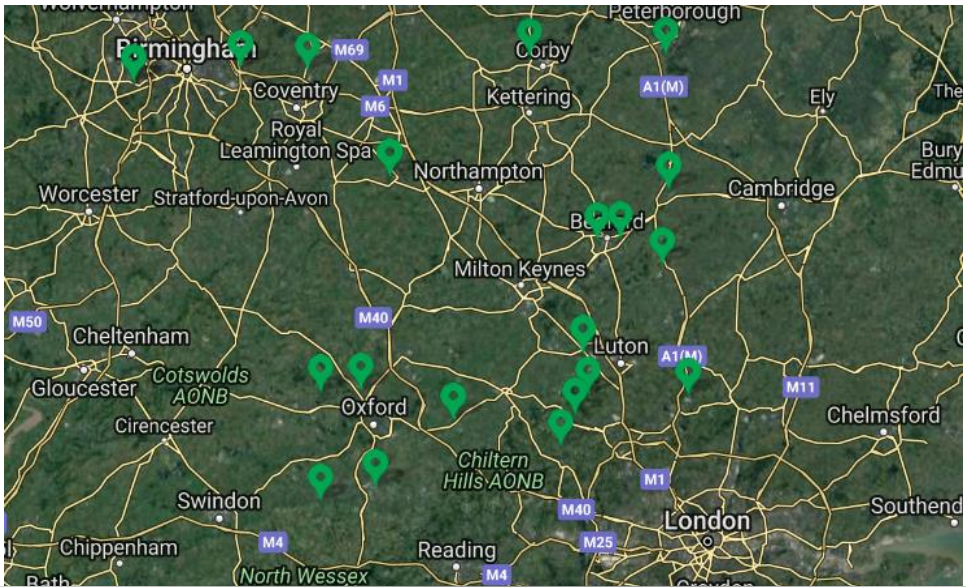 Wolverhampton
Peterborough
Birmingham
M69
Corby
M1
A1(M)
Coventry
M6
Kettering
Ely
The
Royal
Leamington Spa
Northampton
Bury
Edmu
Worcester
Stratford-upon-Avon
Cambridge
Milton Keynes
M50
M40
Cheltenham
Luton
A1(M)
Gloucester
Cotswolds
AONB
M11
Oxford
Chelmsford
Cirencester
Chiltern
Hills AONB
M1
Swindon
M40
London
Southend
Chippenham
M4
M25
Reading
North Wessex
M4
Bath
Croydon